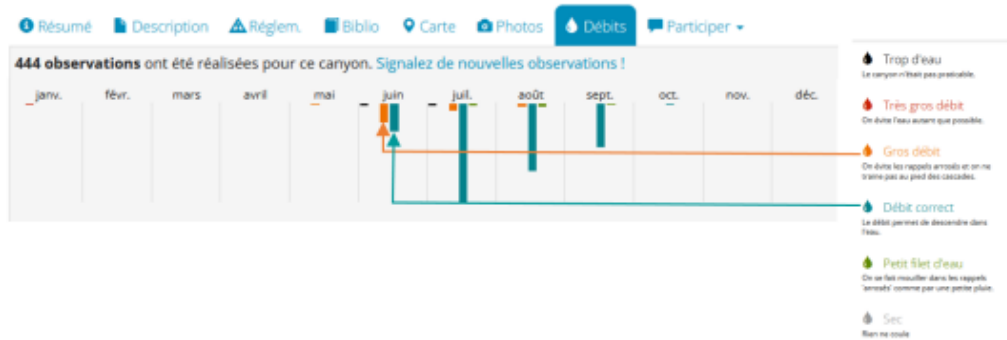 Résumé Description Réglem. Biblio Carte Photos Débits Participer
444 observations ont été réalisées pour ce canyon. Signalez de nouvelles observations !
janv. févr. mars avril mai juin juil. août sept. oct. nov. déc.
Trop d'eau
Le canyon n'était pas praticable.
Très gros débit
On évite l'eau autant que possible.
Gros débit
On évite les rappels arrosés et on ne
traine pas au pied des cascades.
Débit correct
Le débit permet de descendre dans
l'eau.
Petit filet d'eau
On se fait mouiller dans les rappels
'arrosés' comme par une petite pluie.
Sec
Rien ne coule